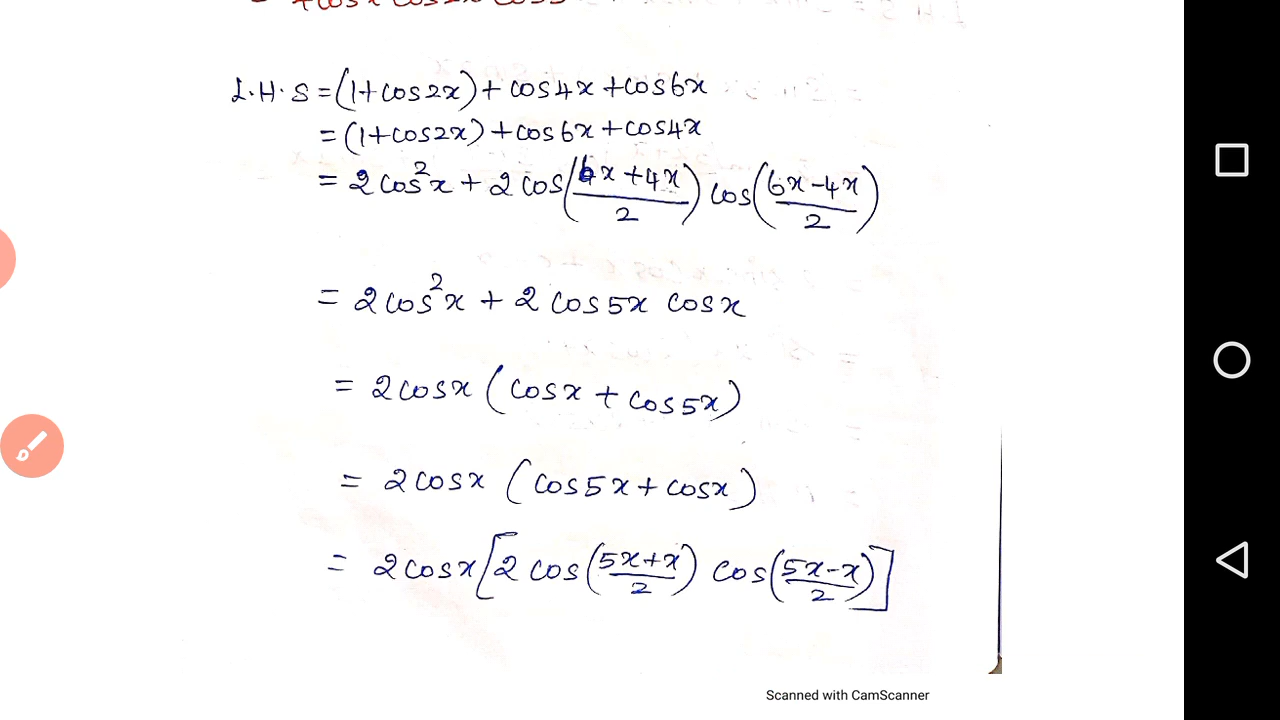 L.H.S = (1+cos2x) + cos4x + cos6x
= (1+cos2x) + cos6x + cos4x
= 2cos²x + 2cos((6x+4x)/2) cos((6x-4x)/2)
= 2cos²x + 2cos5x cosx
= 2cosx (cosx + cos5x)
= 2cosx (cos5x + cosx)
= 2cosx [2cos((5x+x)/2) cos((5x-x)/2)]
Scanned with CamScanner